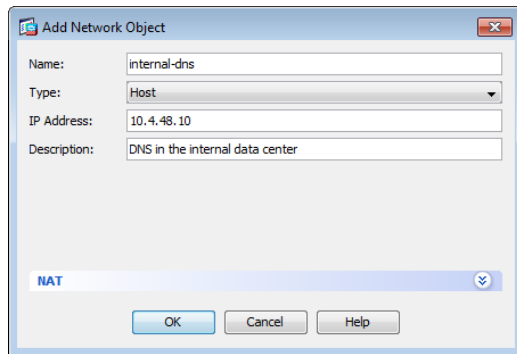 Add Network Object
Name: internal-dns
Type: Host
IP Address: 10.4.48.10
Description: DNS in the internal data center
NAT
OK Cancel Help